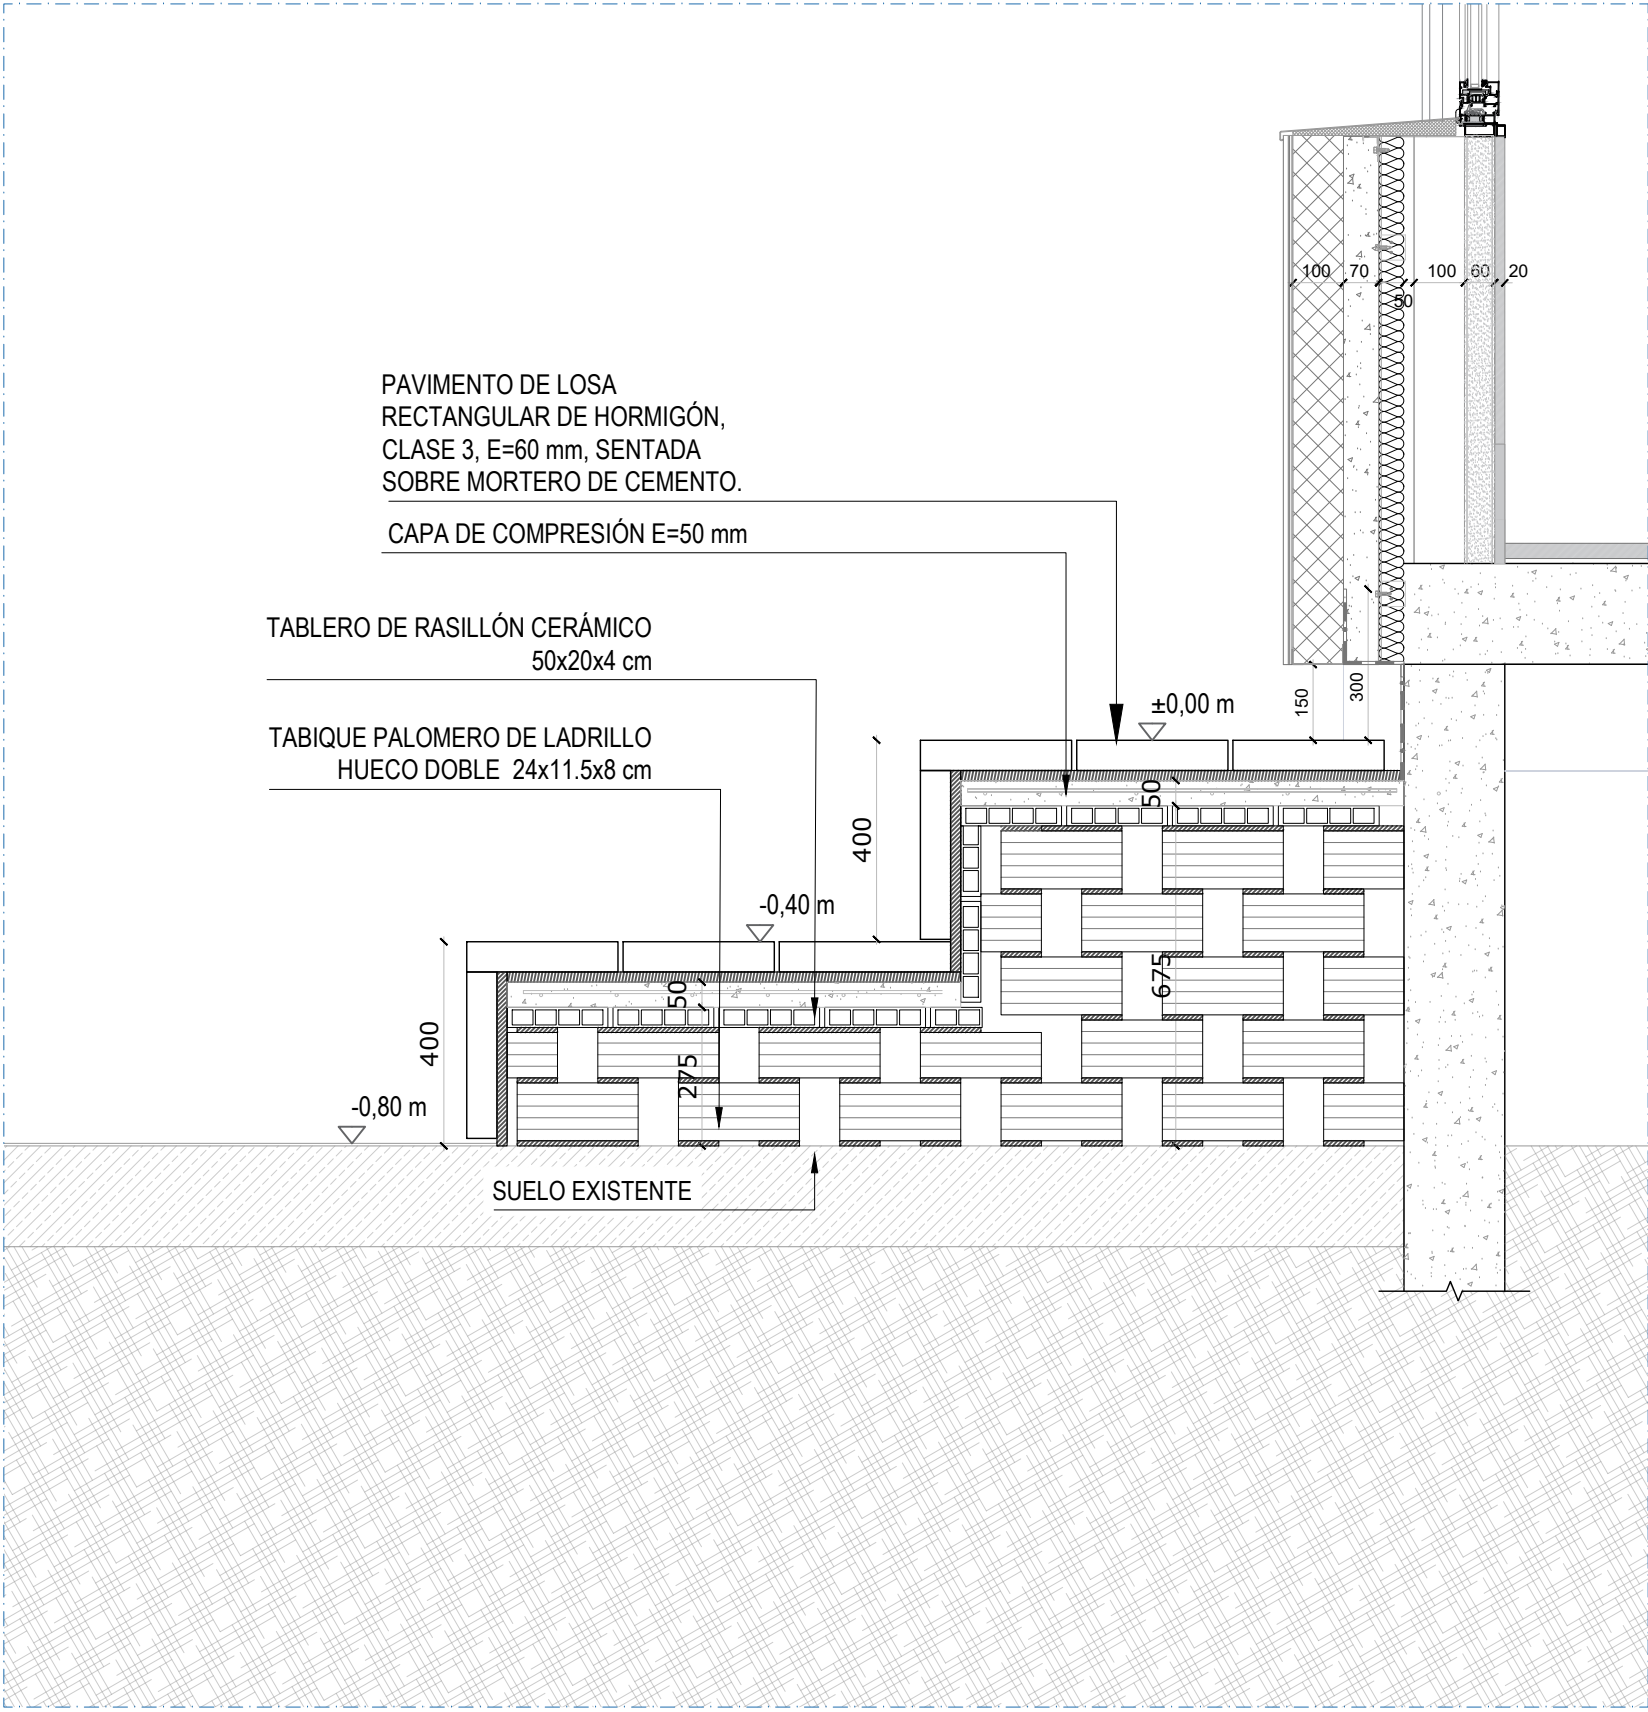 100 70 50 100 60 20
PAVIMENTO DE LOSA
RECTANGULAR DE HORMIGÓN,
CLASE 3, E=60 mm, SENTADA
SOBRE MORTERO DE CEMENTO.
CAPA DE COMPRESIÓN E=50 mm
TABLERO DE RASILLÓN CERÁMICO
50x20x4 cm
150
300
±0,00 m
TABIQUE PALOMERO DE LADRILLO
HUECO DOBLE 24x11.5x8 cm
50
400
-0,40 m
675
50
400
275
-0,80 m
SUELO EXISTENTE